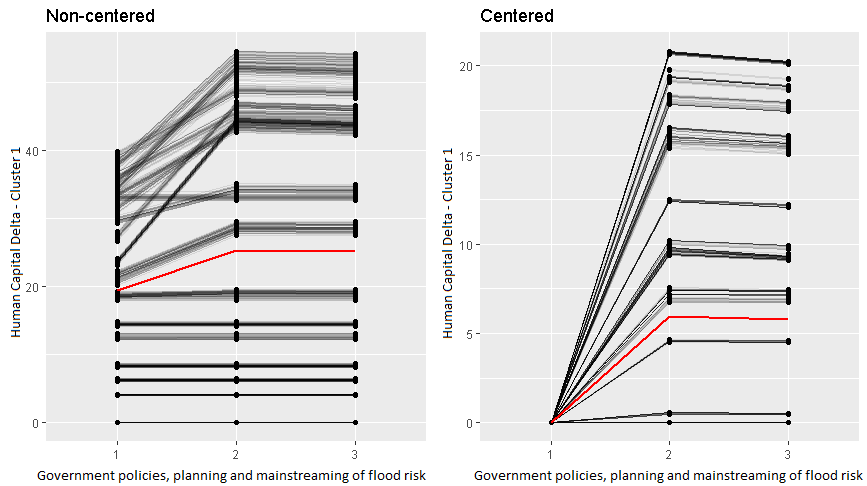 Non-centered
Human Capital Delta - Cluster 1
40
20
0
1 2 3
Government policies, planning and mainstreaming of flood risk
Centered
Human Capital Delta - Cluster 1
20
15
10
5
0
1 2 3
Government policies, planning and mainstreaming of flood risk